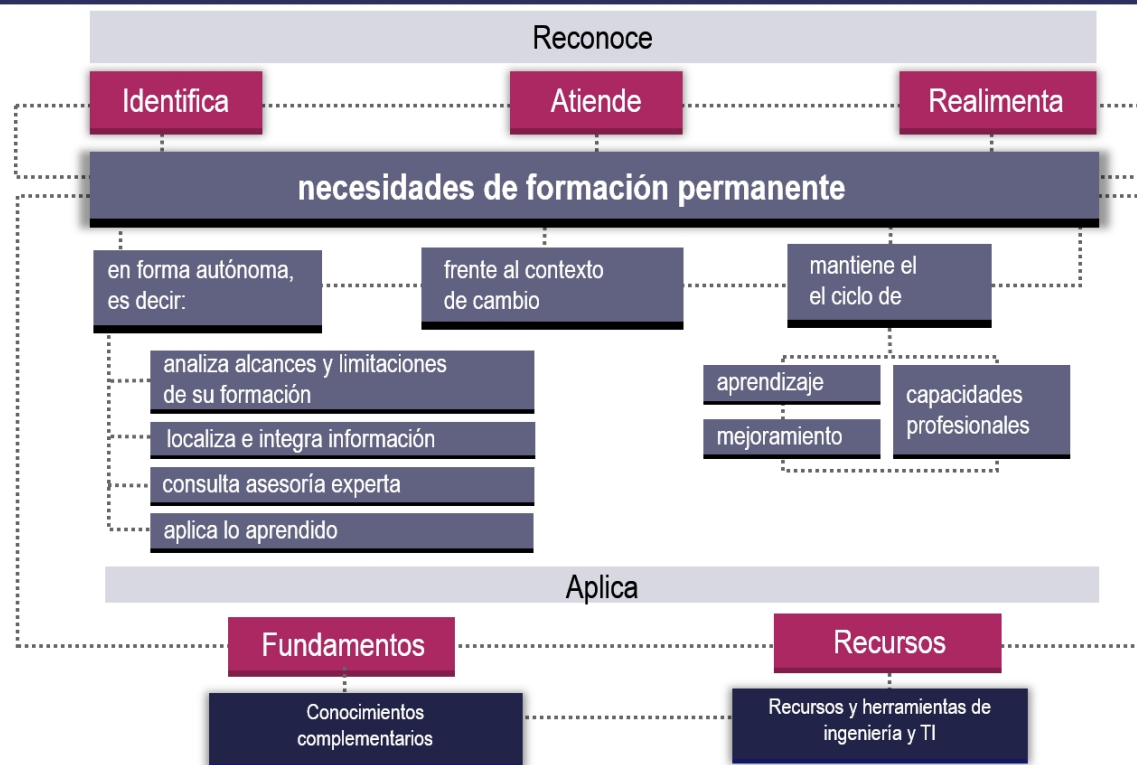 Reconoce
Identifica
Atiende
Realimenta
necesidades de formación permanente
en forma autónoma,
es decir:
frente al contexto
de cambio
mantiene el
el ciclo de
analiza alcances y limitaciones
de su formación
localiza e integra información
consulta asesoría experta
aplica lo aprendido
aprendizaje
mejoramiento
capacidades
profesionales
Aplica
Fundamentos
Recursos
Conocimientos
complementarios
Recursos y herramientas de
ingeniería y TI